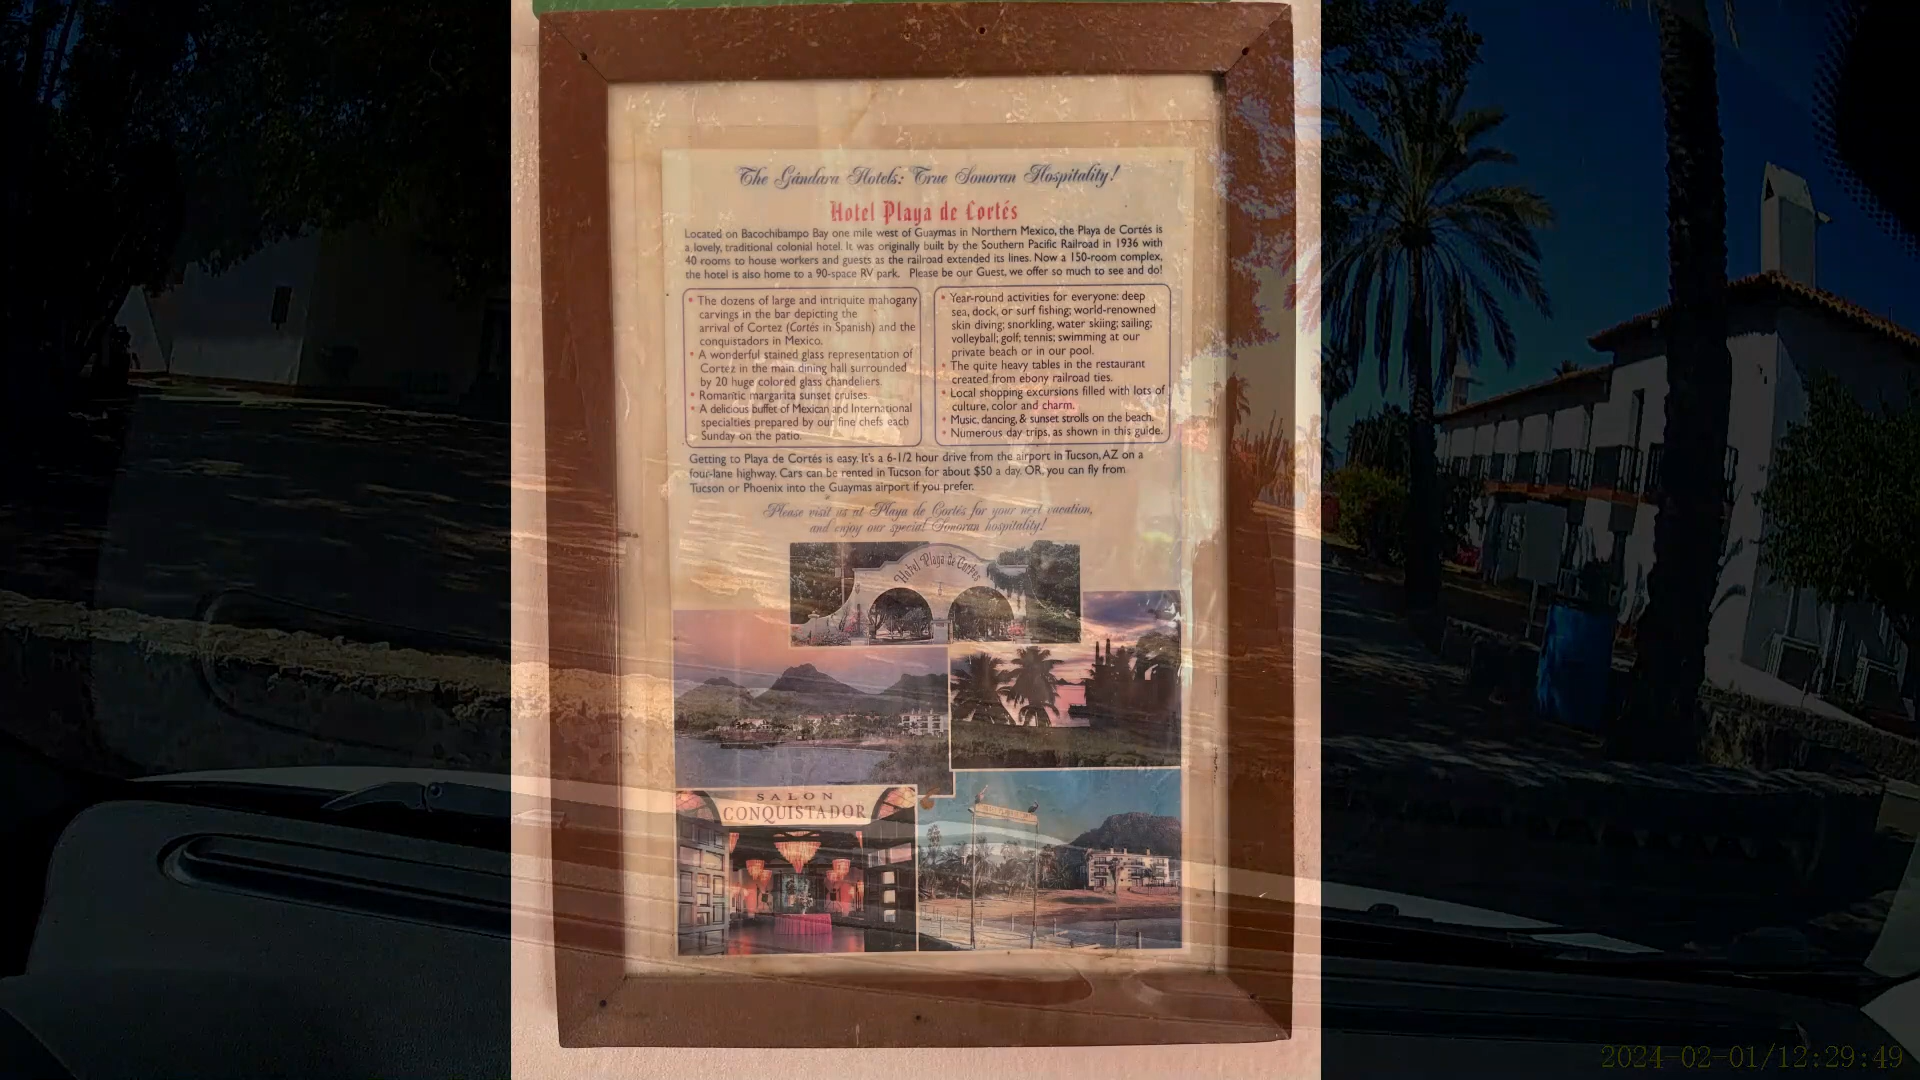 The Gándara Hotels: True Sonoran Hospitality!
Hotel Playa de Cortés
Located on Bacochibampo Bay one mile west of Guaymas in Northern Mexico, the Playa de Cortés is
a lovely, traditional colonial hotel. It was originally built by the Southern Pacific Railroad in 1936 with
40 rooms to house workers and guests as the railroad extended its lines. Now a 150-room complex,
the hotel is also home to a 90-space RV park. Please be our Guest, we offer so much to see and do!
• The dozens of large and intriquite mahogany
carvings in the bar depicting the
arrival of Cortez (Cortés in Spanish) and the
conquistadors in Mexico.
• A wonderful stained glass representation of
Cortez in the main dining hall surrounded
by 20 huge colored glass chandeliers.
• Romantic margarita sunset cruises.
• A delicious buffet of Mexican and International
specialties prepared by our fine chefs each
Sunday on the patio.
• Year-round activities for everyone: deep
sea, dock, or surf fishing; world-renowned
skin diving; snorkling, water skiing; sailing;
volleyball; golf; tennis; swimming at our
private beach or in our pool.
• The quite heavy tables in the restaurant
created from ebony railroad ties.
• Local shopping excursions filled with lots of
culture, color and charm.
• Music, dancing, & sunset strolls on the beach.
• Numerous day trips, as shown in this guide.
Getting to Playa de Cortés is easy. It's a 6-1/2 hour drive from the airport in Tucson, AZ on a
four-lane highway. Cars can be rented in Tucson for about $50 a day. OR, you can fly from
Tucson or Phoenix into the Guaymas airport if you prefer.
Please visit us at Playa de Cortés for your next vacation,
and enjoy our special Sonoran hospitality!
Hotel Playa de Cortés
SALON
CONQUISTADOR
2024-02-01/12:29:49